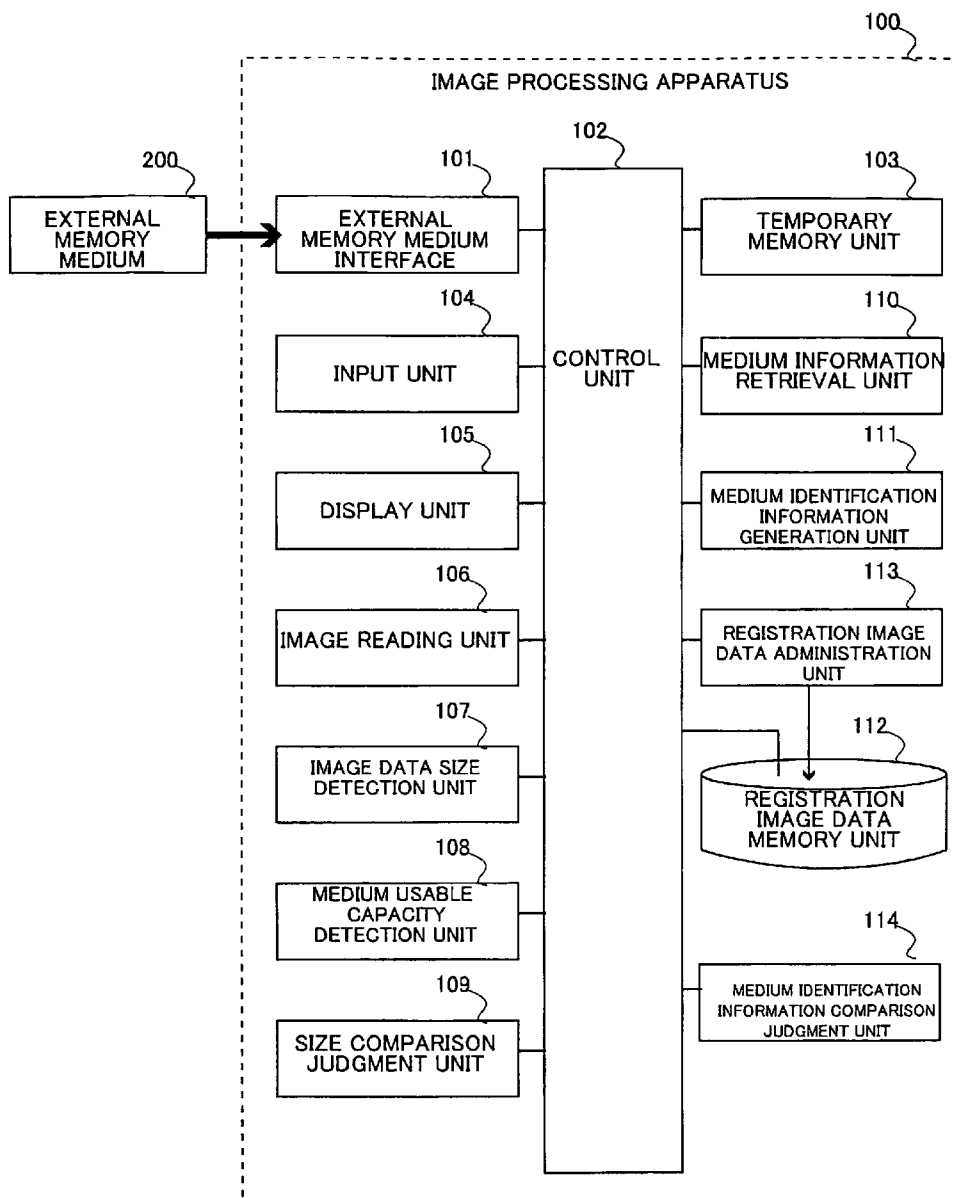 100
IMAGE PROCESSING APPARATUS
102
200
EXTERNAL
MEMORY
MEDIUM
101
EXTERNAL
MEMORY MEDIUM
INTERFACE
103
TEMPORARY
MEMORY UNIT
104
INPUT UNIT
CONTROL
UNIT
110
MEDIUM INFORMATION
RETRIEVAL UNIT
105
DISPLAY UNIT
111
MEDIUM IDENTIFICATION
INFORMATION
GENERATION UNIT
106
IMAGE READING UNIT
113
REGISTRATION IMAGE
DATA ADMINISTRATION
UNIT
107
IMAGE DATA SIZE
DETECTION UNIT
112
REGISTRATION
IMAGE DATA
MEMORY UNIT
108
MEDIUM USABLE
CAPACITY
DETECTION UNIT
109
SIZE COMPARISON
JUDGMENT UNIT
114
MEDIUM IDENTIFICATION
INFORMATION COMPARISON
JUDGMENT UNIT